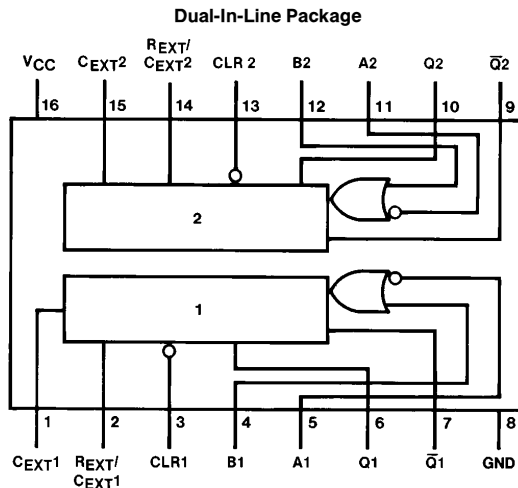 Dual-In-Line Package
VCC CEXT2 REXT/CEXT2 CLR 2 B2 A2 Q2 Q̅2
16 15 14 13 12 11 10 9
2
1
1 2 3 4 5 6 7 8
CEXT1 REXT/CEXT1 CLR1 B1 A1 Q1 Q̅1 GND